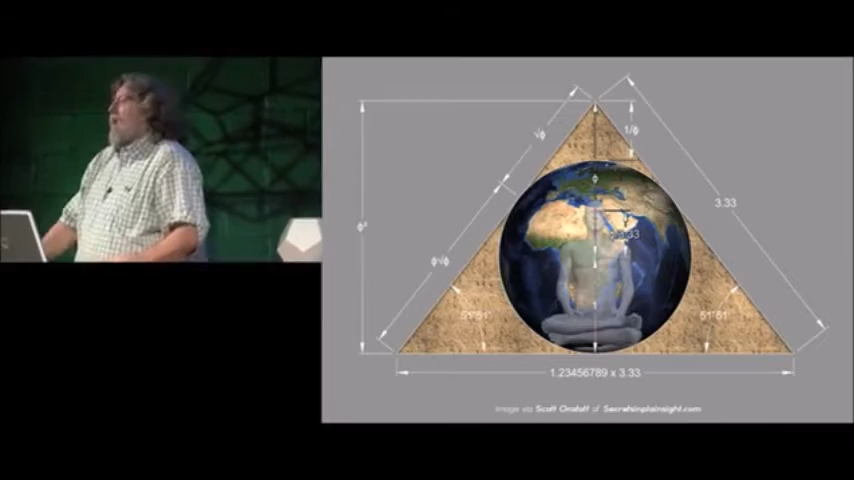 √ϕ
1/ϕ
ϕ
3.33
ϕ²
ϕ√ϕ
51°51'
51°51'
1.23456789 x 3.33
Image via Scott Onstott of Secretsinplainsight.com